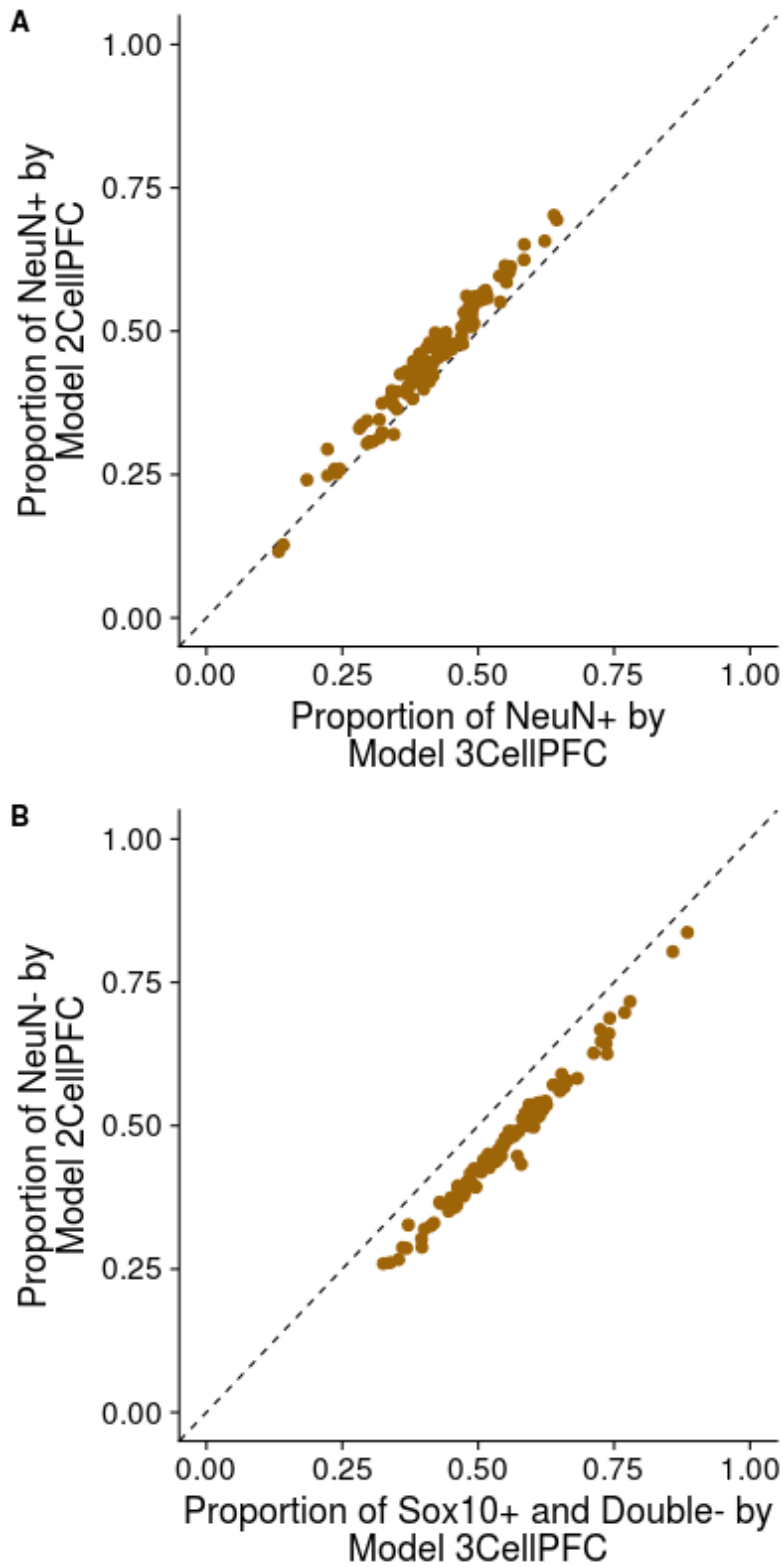 A
1.00
0.75
0.50
0.25
0.00
Proportion of NeuN+ by
Model 2CellPFC
0.00 0.25 0.50 0.75 1.00
Proportion of NeuN+ by
Model 3CellPFC
B
1.00
0.75
0.50
0.25
0.00
Proportion of NeuN- by
Model 2CellPFC
0.00 0.25 0.50 0.75 1.00
Proportion of Sox10+ and Double- by
Model 3CellPFC